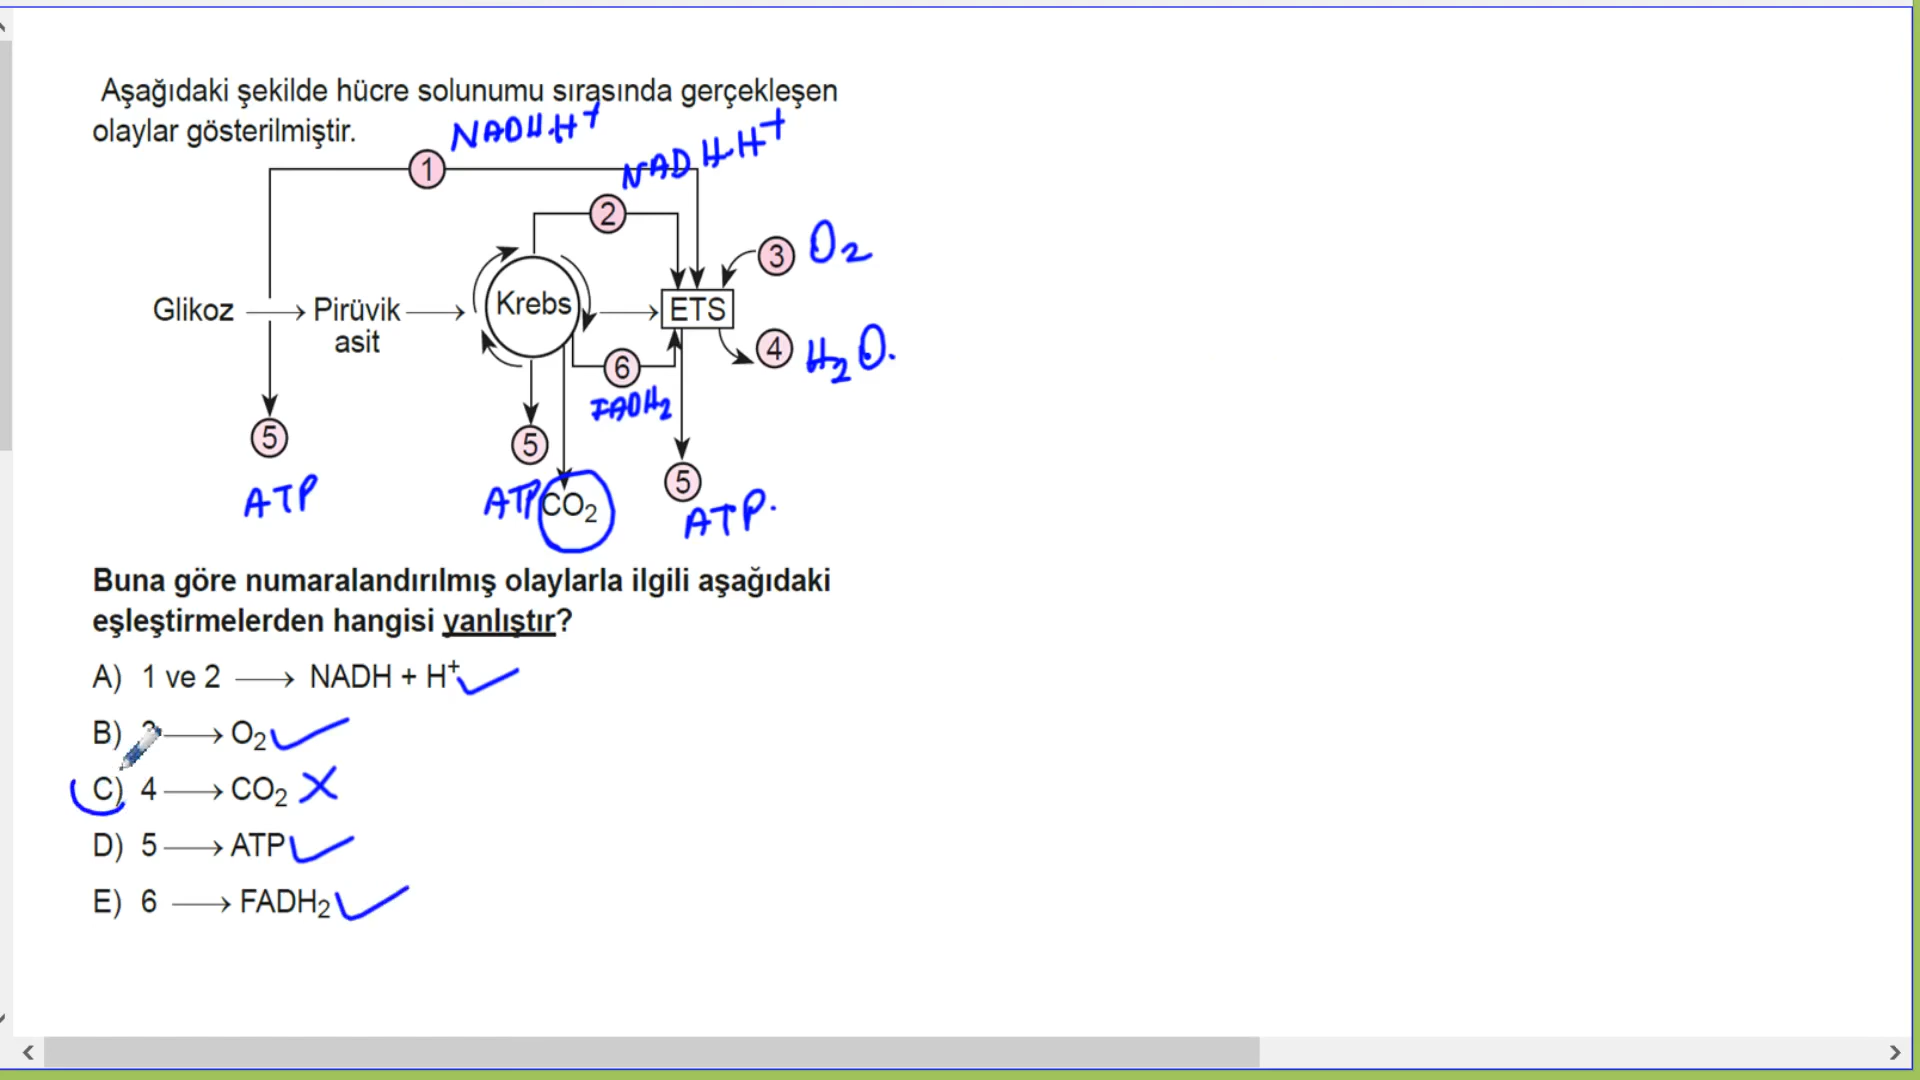 Aşağıdaki şekilde hücre solunumu sırasında gerçekleşen
olaylar gösterilmiştir.
NADH.H+
1
NADH.H+
2
3 O2
Glikoz → Pirüvik asit → Krebs → ETS
4 H2O.
6
FADH2
5
5
5
ATP
ATP
CO2
ATP.
Buna göre numaralandırılmış olaylarla ilgili aşağıdaki
eşleştirmelerden hangisi yanlıştır?
A) 1 ve 2 → NADH + H+
B) → O2
C) 4 → CO2 X
D) 5 → ATP
E) 6 → FADH2